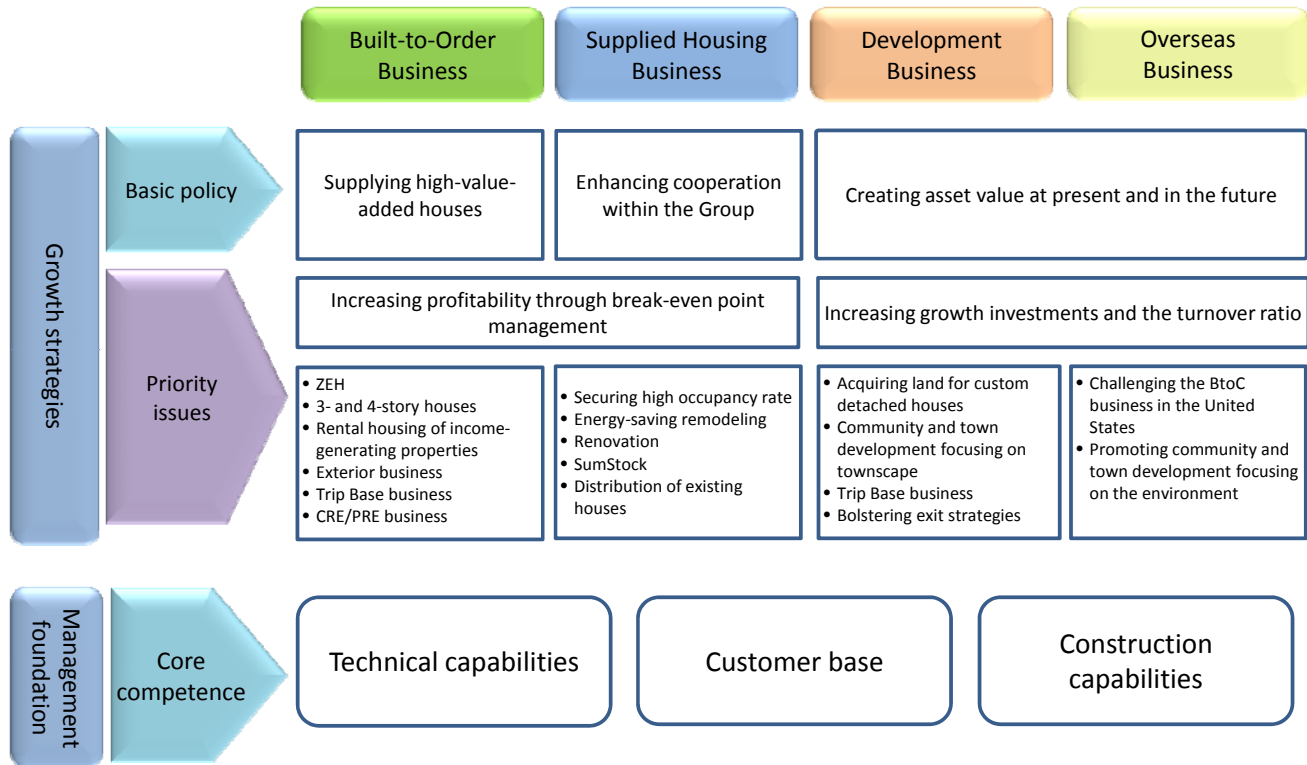 Built-to-Order
Business
Supplied Housing
Business
Development
Business
Overseas
Business
Growth strategies
Basic policy
Supplying high-value-
added houses
Enhancing cooperation
within the Group
Creating asset value at present and in the future
Priority
issues
Increasing profitability through break-even point
management
Increasing growth investments and the turnover ratio
• ZEH
• 3- and 4-story houses
• Rental housing of income-
generating properties
• Exterior business
• Trip Base business
• CRE/PRE business
• Securing high occupancy rate
• Energy-saving remodeling
• Renovation
• SumStock
• Distribution of existing
houses
• Acquiring land for custom
detached houses
• Community and town
development focusing on
townscape
• Trip Base business
• Bolstering exit strategies
• Challenging the BtoC
business in the United
States
• Promoting community and
town development focusing
on the environment
Management
foundation
Core
competence
Technical capabilities
Customer base
Construction
capabilities